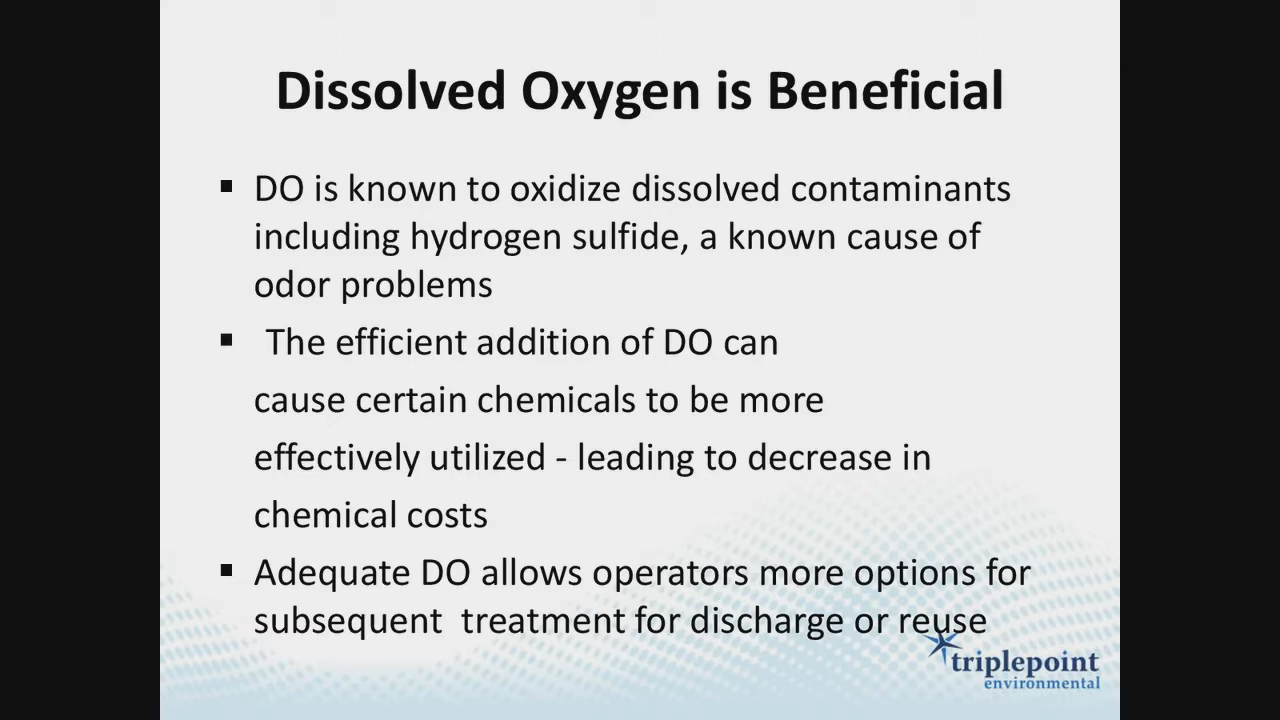 Dissolved Oxygen is Beneficial
▪ DO is known to oxidize dissolved contaminants
including hydrogen sulfide, a known cause of
odor problems
▪ The efficient addition of DO can
cause certain chemicals to be more
effectively utilized - leading to decrease in
chemical costs
▪ Adequate DO allows operators more options for
subsequent treatment for discharge or reuse
triplepoint
environmental